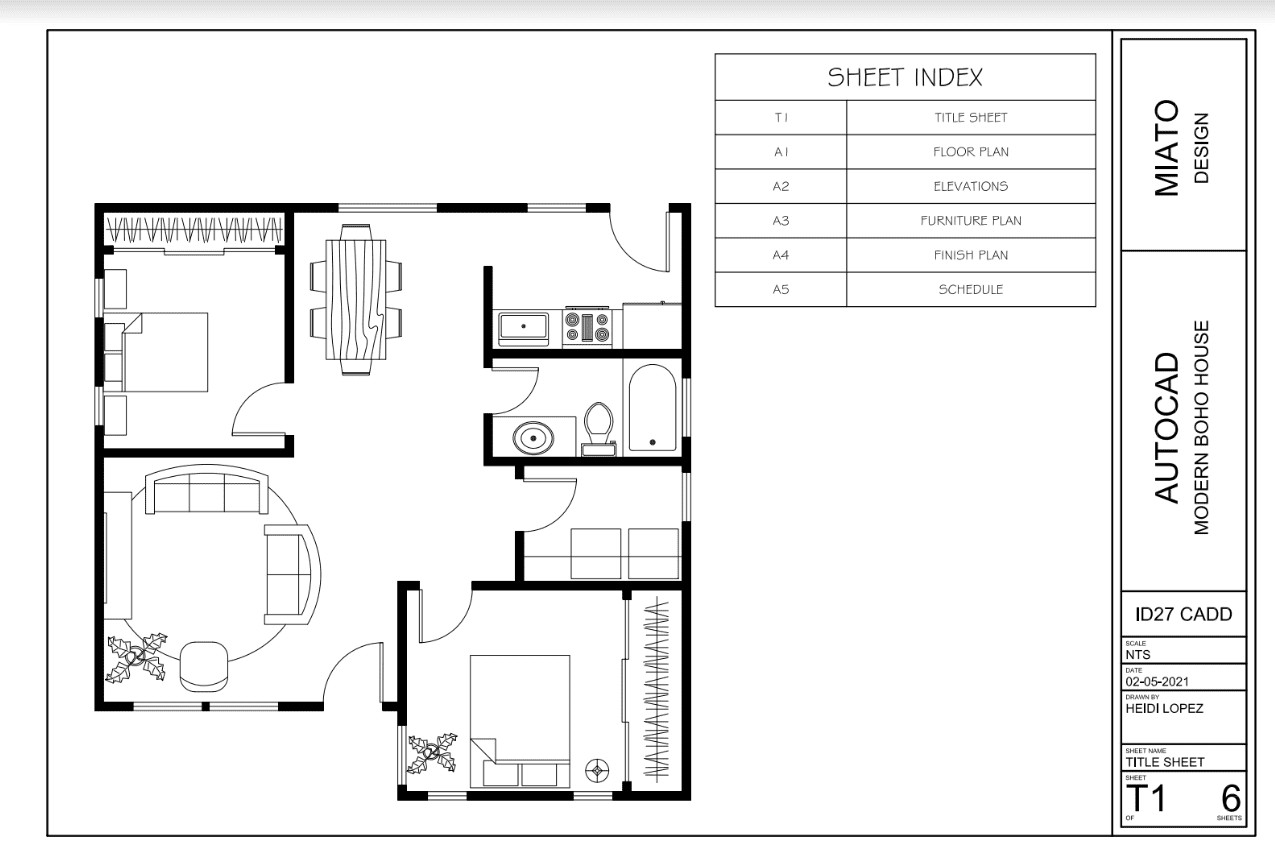 SHEET INDEX
T1 TITLE SHEET
A1 FLOOR PLAN
A2 ELEVATIONS
A3 FURNITURE PLAN
A4 FINISH PLAN
A5 SCHEDULE
MIATO
DESIGN
AUTOCAD
MODERN BOHO HOUSE
ID27 CADD
SCALE
NTS
DATE
02-05-2021
DRAWN BY
HEIDI LOPEZ
SHEET NAME
TITLE SHEET
SHEET
T1 6
OF SHEETS